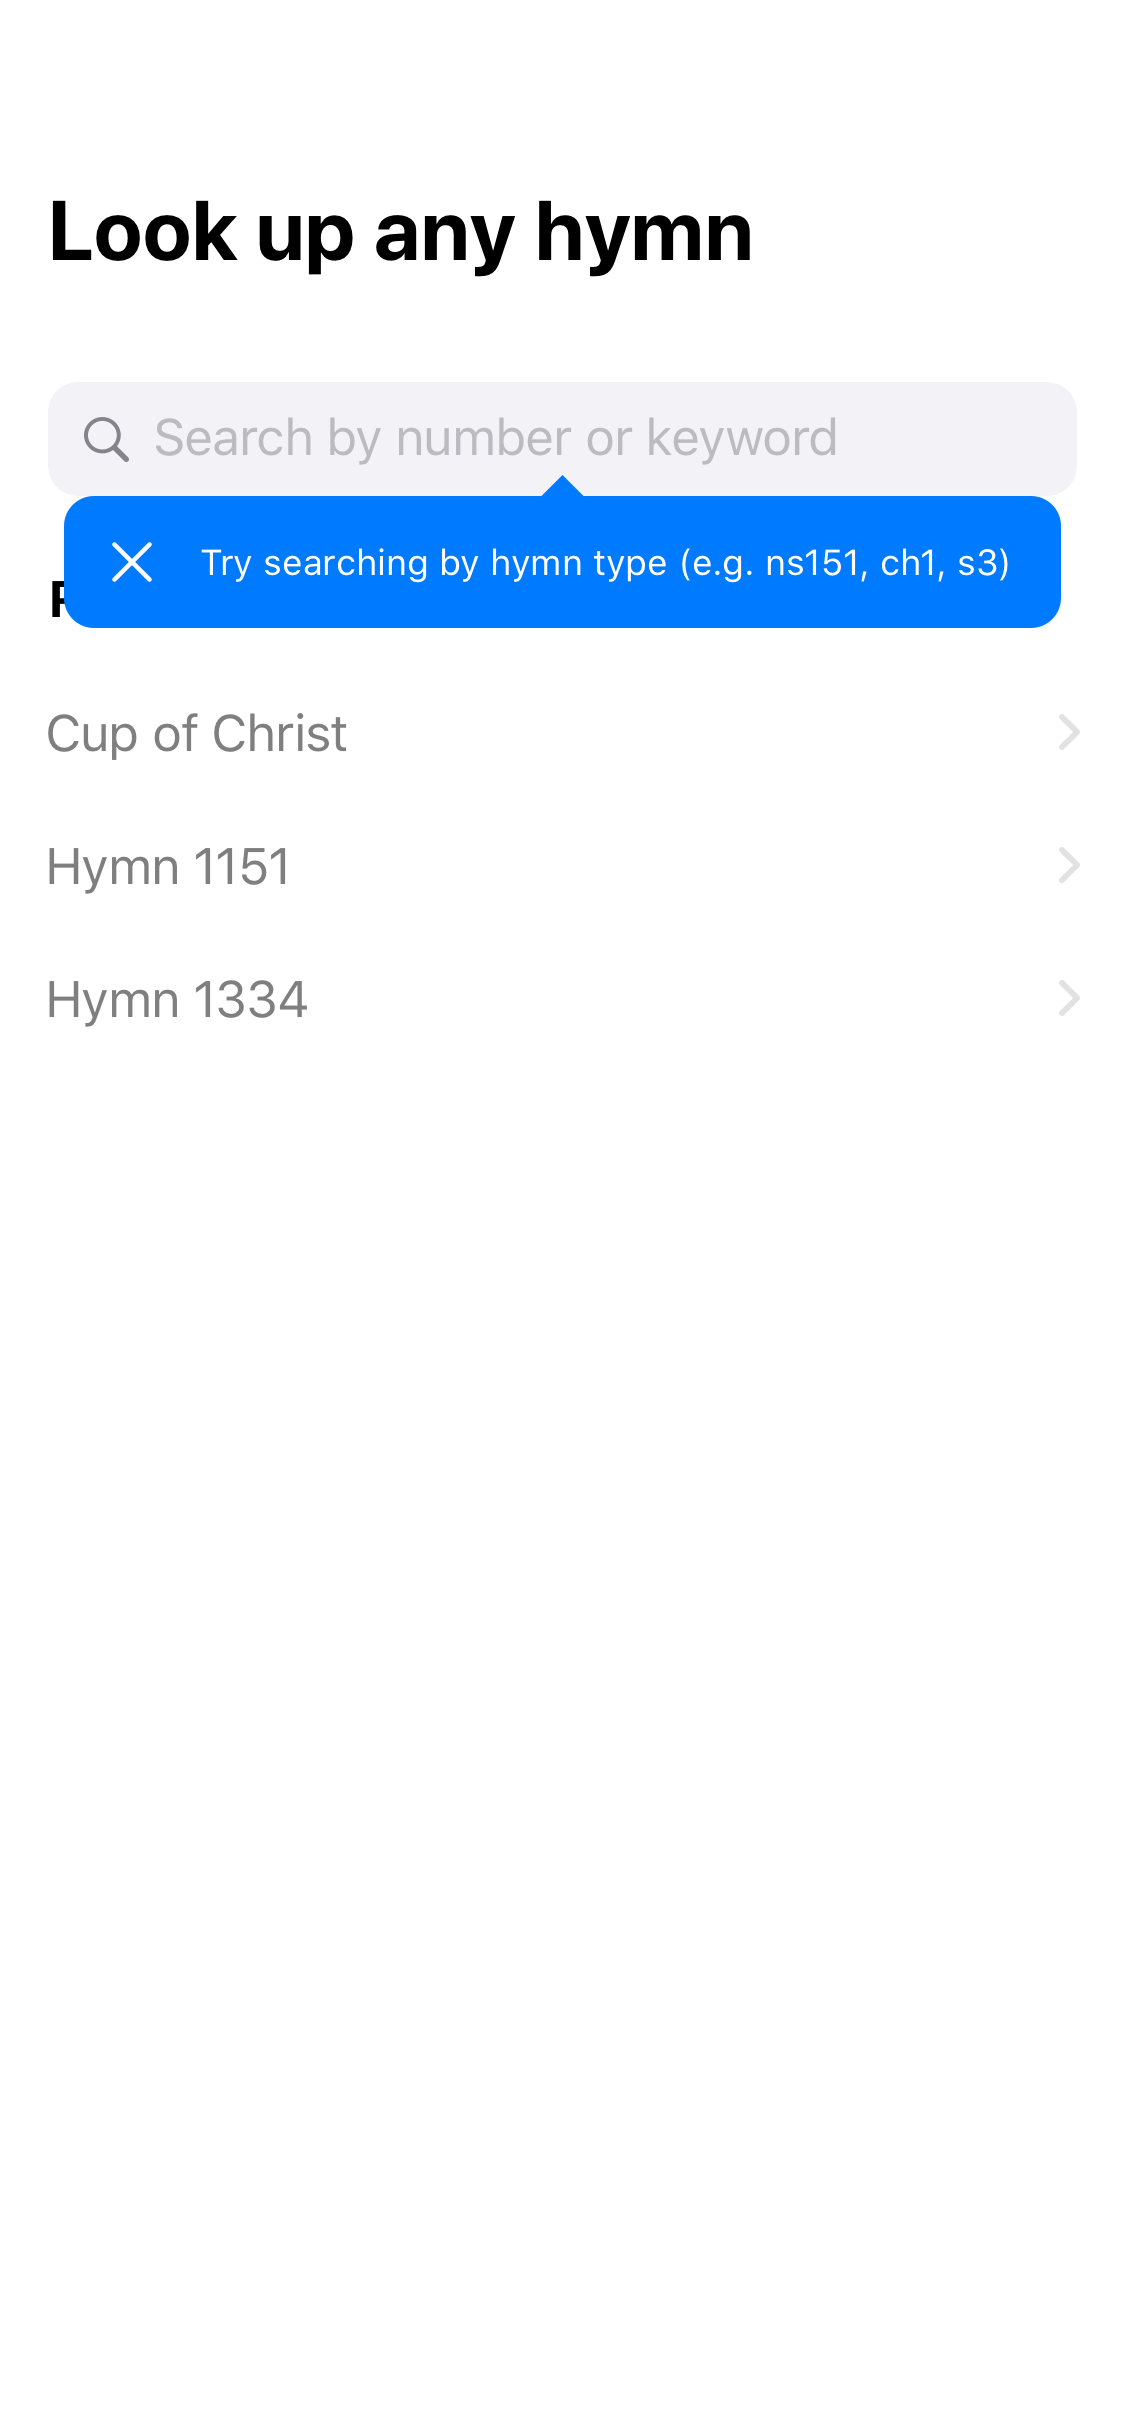 Look up any hymn
Search by number or keyword
Try searching by hymn type (e.g. ns151, ch1, s3)
Cup of Christ
Hymn 1151
Hymn 1334